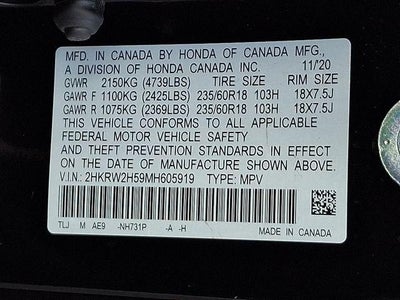 MFD. IN CANADA BY HONDA OF CANADA MFG.,
A DIVISION OF HONDA CANADA INC. 11/'20
GVWR 2150KG (4739LBS) TIRE SIZE RIM SIZE
GAWR F 1100KG (2425LBS) 235/60R18 103H 18X7.5J
GAWR R 1075KG (2369LBS) 235/60R18 103H 18X7.5J
THIS VEHICLE CONFORMS TO ALL APPLICABLE
FEDERAL MOTOR VEHICLE SAFETY
AND THEFT PREVENTION STANDARDS IN EFFECT
ON THE DATE OF MANUFACTURE SHOWN ABOVE.
V.I.N.: 2HKRW2H59MH605919 TYPE: MPV
TLJ M AE9 -NH731P -A -H MADE IN CANADA